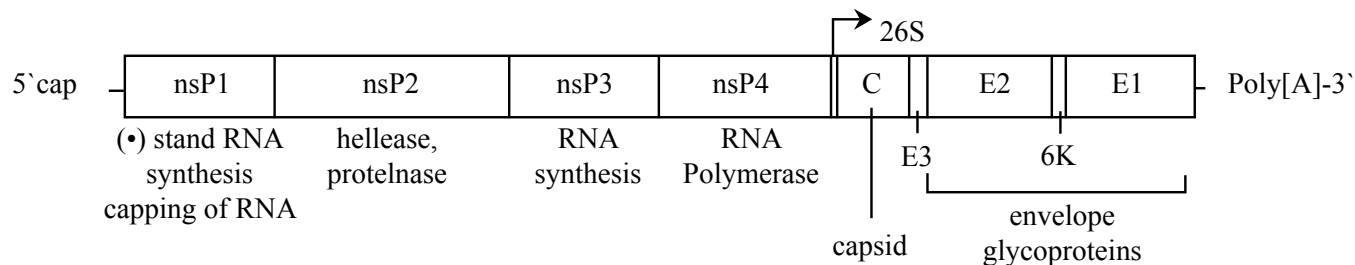 26S
5`cap nsP1 nsP2 nsP3 nsP4 C E2 E1 Poly[A]-3`
(•) stand RNA
synthesis
capping of RNA
hellease,
protelnase
RNA
synthesis
RNA
Polymerase
E3
6K
capsid
envelope
glycoproteins